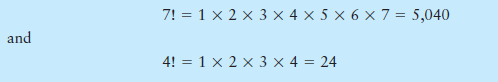 7! = 1 × 2 × 3 × 4 × 5 × 6 × 7 = 5,040
and
4! = 1 × 2 × 3 × 4 = 24